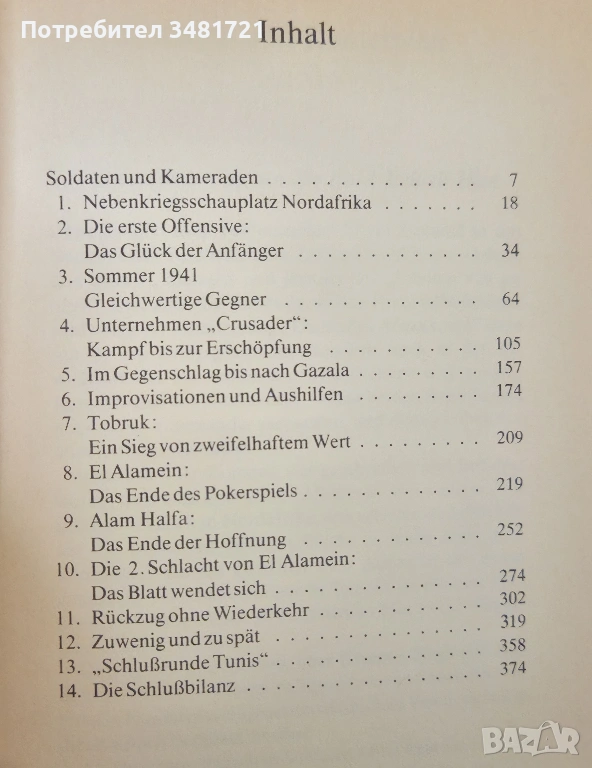 Потребител 3481721
Inhalt
Soldaten und Kameraden . . . . . . . . . . . . . . . . 7
1. Nebenkriegsschauplatz Nordafrika . . . . . . . 18
2. Die erste Offensive:
Das Glück der Anfänger . . . . . . . . . . . . . 34
3. Sommer 1941
Gleichwertige Gegner . . . . . . . . . . . . . . 64
4. Unternehmen „Crusader“:
Kampf bis zur Erschöpfung . . . . . . . . . . . 105
5. Im Gegenschlag bis nach Gazala . . . . . . . . 157
6. Improvisationen und Aushilfen . . . . . . . . . 174
7. Tobruk:
Ein Sieg von zweifelhaftem Wert . . . . . . . . 209
8. El Alamein:
Das Ende des Pokerspiels . . . . . . . . . . . . 219
9. Alam Halfa:
Das Ende der Hoffnung . . . . . . . . . . . . . 252
10. Die 2. Schlacht von El Alamein:
Das Blatt wendet sich . . . . . . . . . . . . . . 274
11. Rückzug ohne Wiederkehr . . . . . . . . . . . 302
12. Zuwenig und zu spät . . . . . . . . . . . . . . 319
13. „Schlußrunde Tunis“ . . . . . . . . . . . . . . 358
14. Die Schlußbilanz . . . . . . . . . . . . . . . . 374
BAZAR